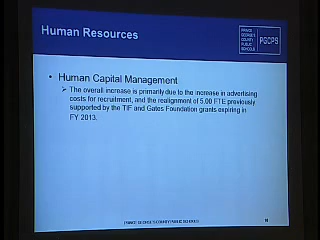 Human Resources
PRINCE
GEORGE'S
COUNTY
PUBLIC
SCHOOLS
PGCPS
• Human Capital Management
➢ The overall increase is primarily due to the increase in advertising
costs for recruitment, and the realignment of 5.00 FTE previously
supported by the TIF and Gates Foundation grants expiring in
FY 2013.
PRINCE GEORGE'S COUNTY PUBLIC SCHOOLS